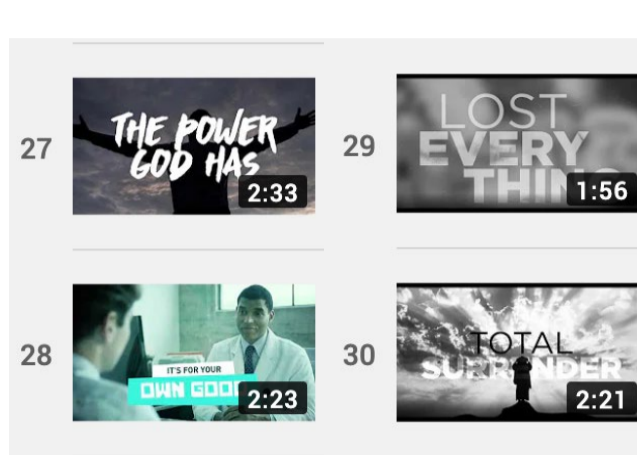 27
THE POWER
GOD HAS
2:33
28
IT'S FOR YOUR
OWN GOOD
2:23
29
LOST
EVERY
THING
1:56
30
TOTAL
SURRENDER
2:21